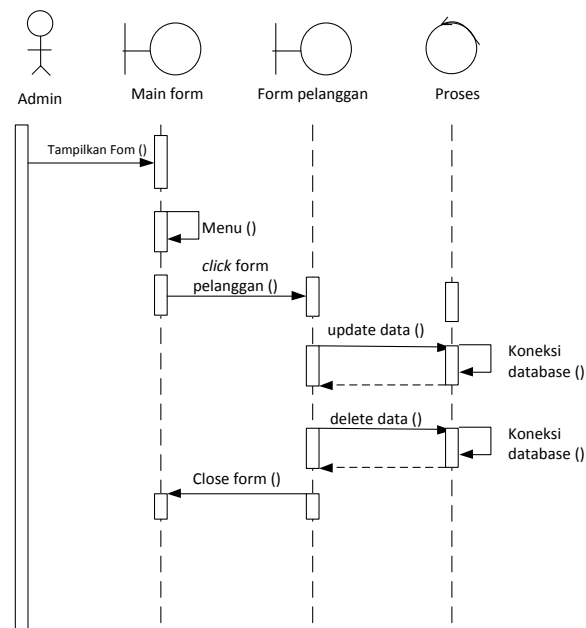 Admin
Main form
Form pelanggan
Proses
Tampilkan Fom ()
Menu ()
click form
pelanggan ()
update data ()
Koneksi
database ()
delete data ()
Koneksi
database ()
Close form ()